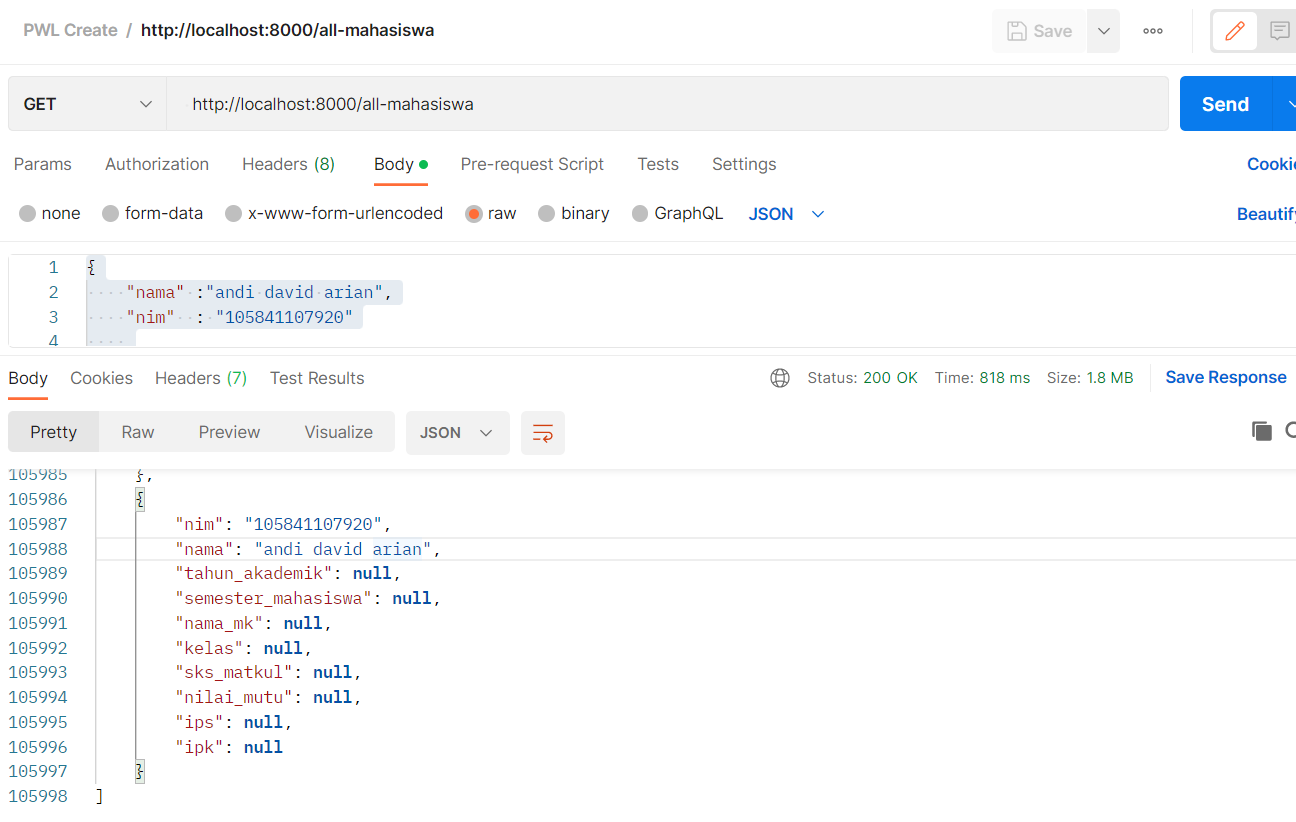 PWL Create / http://localhost:8000/all-mahasiswa
Save
GET http://localhost:8000/all-mahasiswa Send
Params Authorization Headers (8) Body Pre-request Script Tests Settings Cookie
none form-data x-www-form-urlencoded raw binary GraphQL JSON Beautify
1 {
2 "nama" :"andi david arian",
3 "nim" : "105841107920"
4
Body Cookies Headers (7) Test Results Status: 200 OK Time: 818 ms Size: 1.8 MB Save Response
Pretty Raw Preview Visualize JSON
105985 },
105986 {
105987 "nim": "105841107920",
105988 "nama": "andi david arian",
105989 "tahun_akademik": null,
105990 "semester_mahasiswa": null,
105991 "nama_mk": null,
105992 "kelas": null,
105993 "sks_matkul": null,
105994 "nilai_mutu": null,
105995 "ips": null,
105996 "ipk": null
105997 }
105998 ]